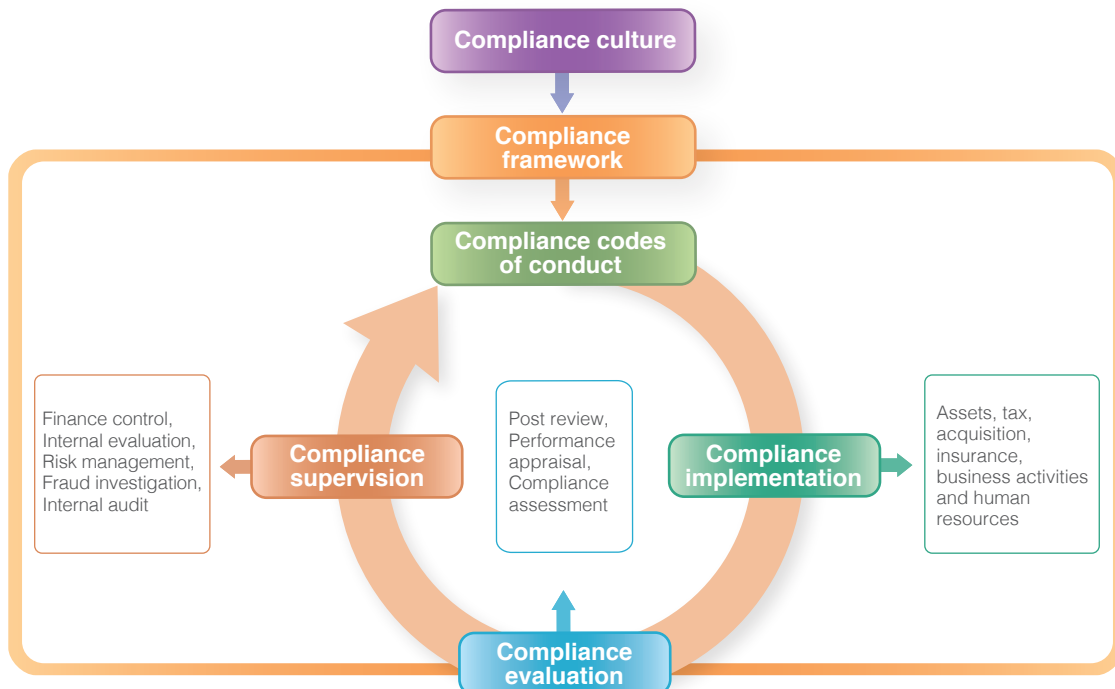 Compliance culture
Compliance
framework
Compliance codes
of conduct
Finance control,
Internal evaluation,
Risk management,
Fraud investigation,
Internal audit
Compliance
supervision
Post review,
Performance
appraisal,
Compliance
assessment
Compliance
implementation
Assets, tax,
acquisition,
insurance,
business activities
and human
resources
Compliance
evaluation